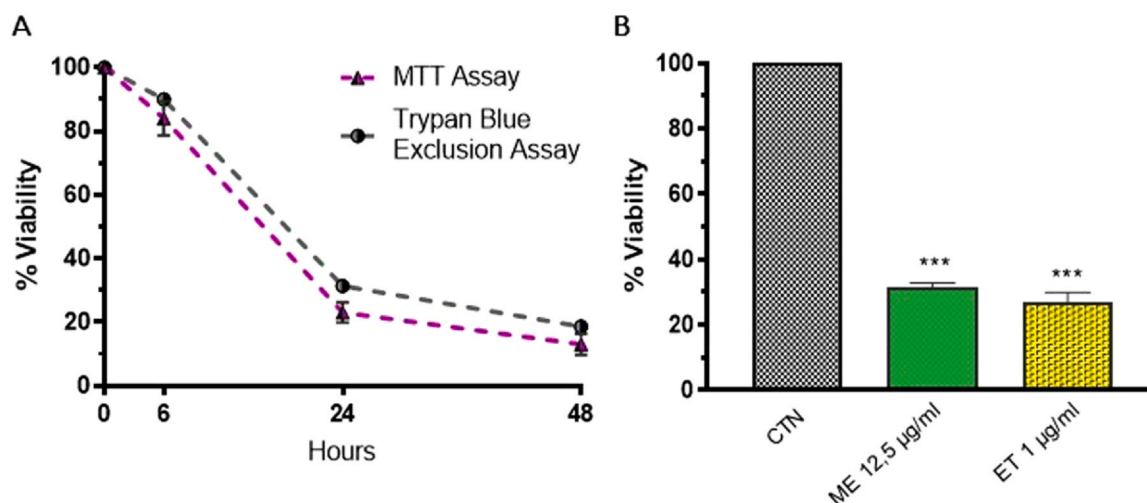 A
100
80
60
40
20
0
% Viability
0 6 24 48
Hours
MTT Assay
Trypan Blue
Exclusion Assay
B
100
80
60
40
20
0
% Viability
***
***
CTN
ME 12,5 µg/ml
ET 1 µg/ml